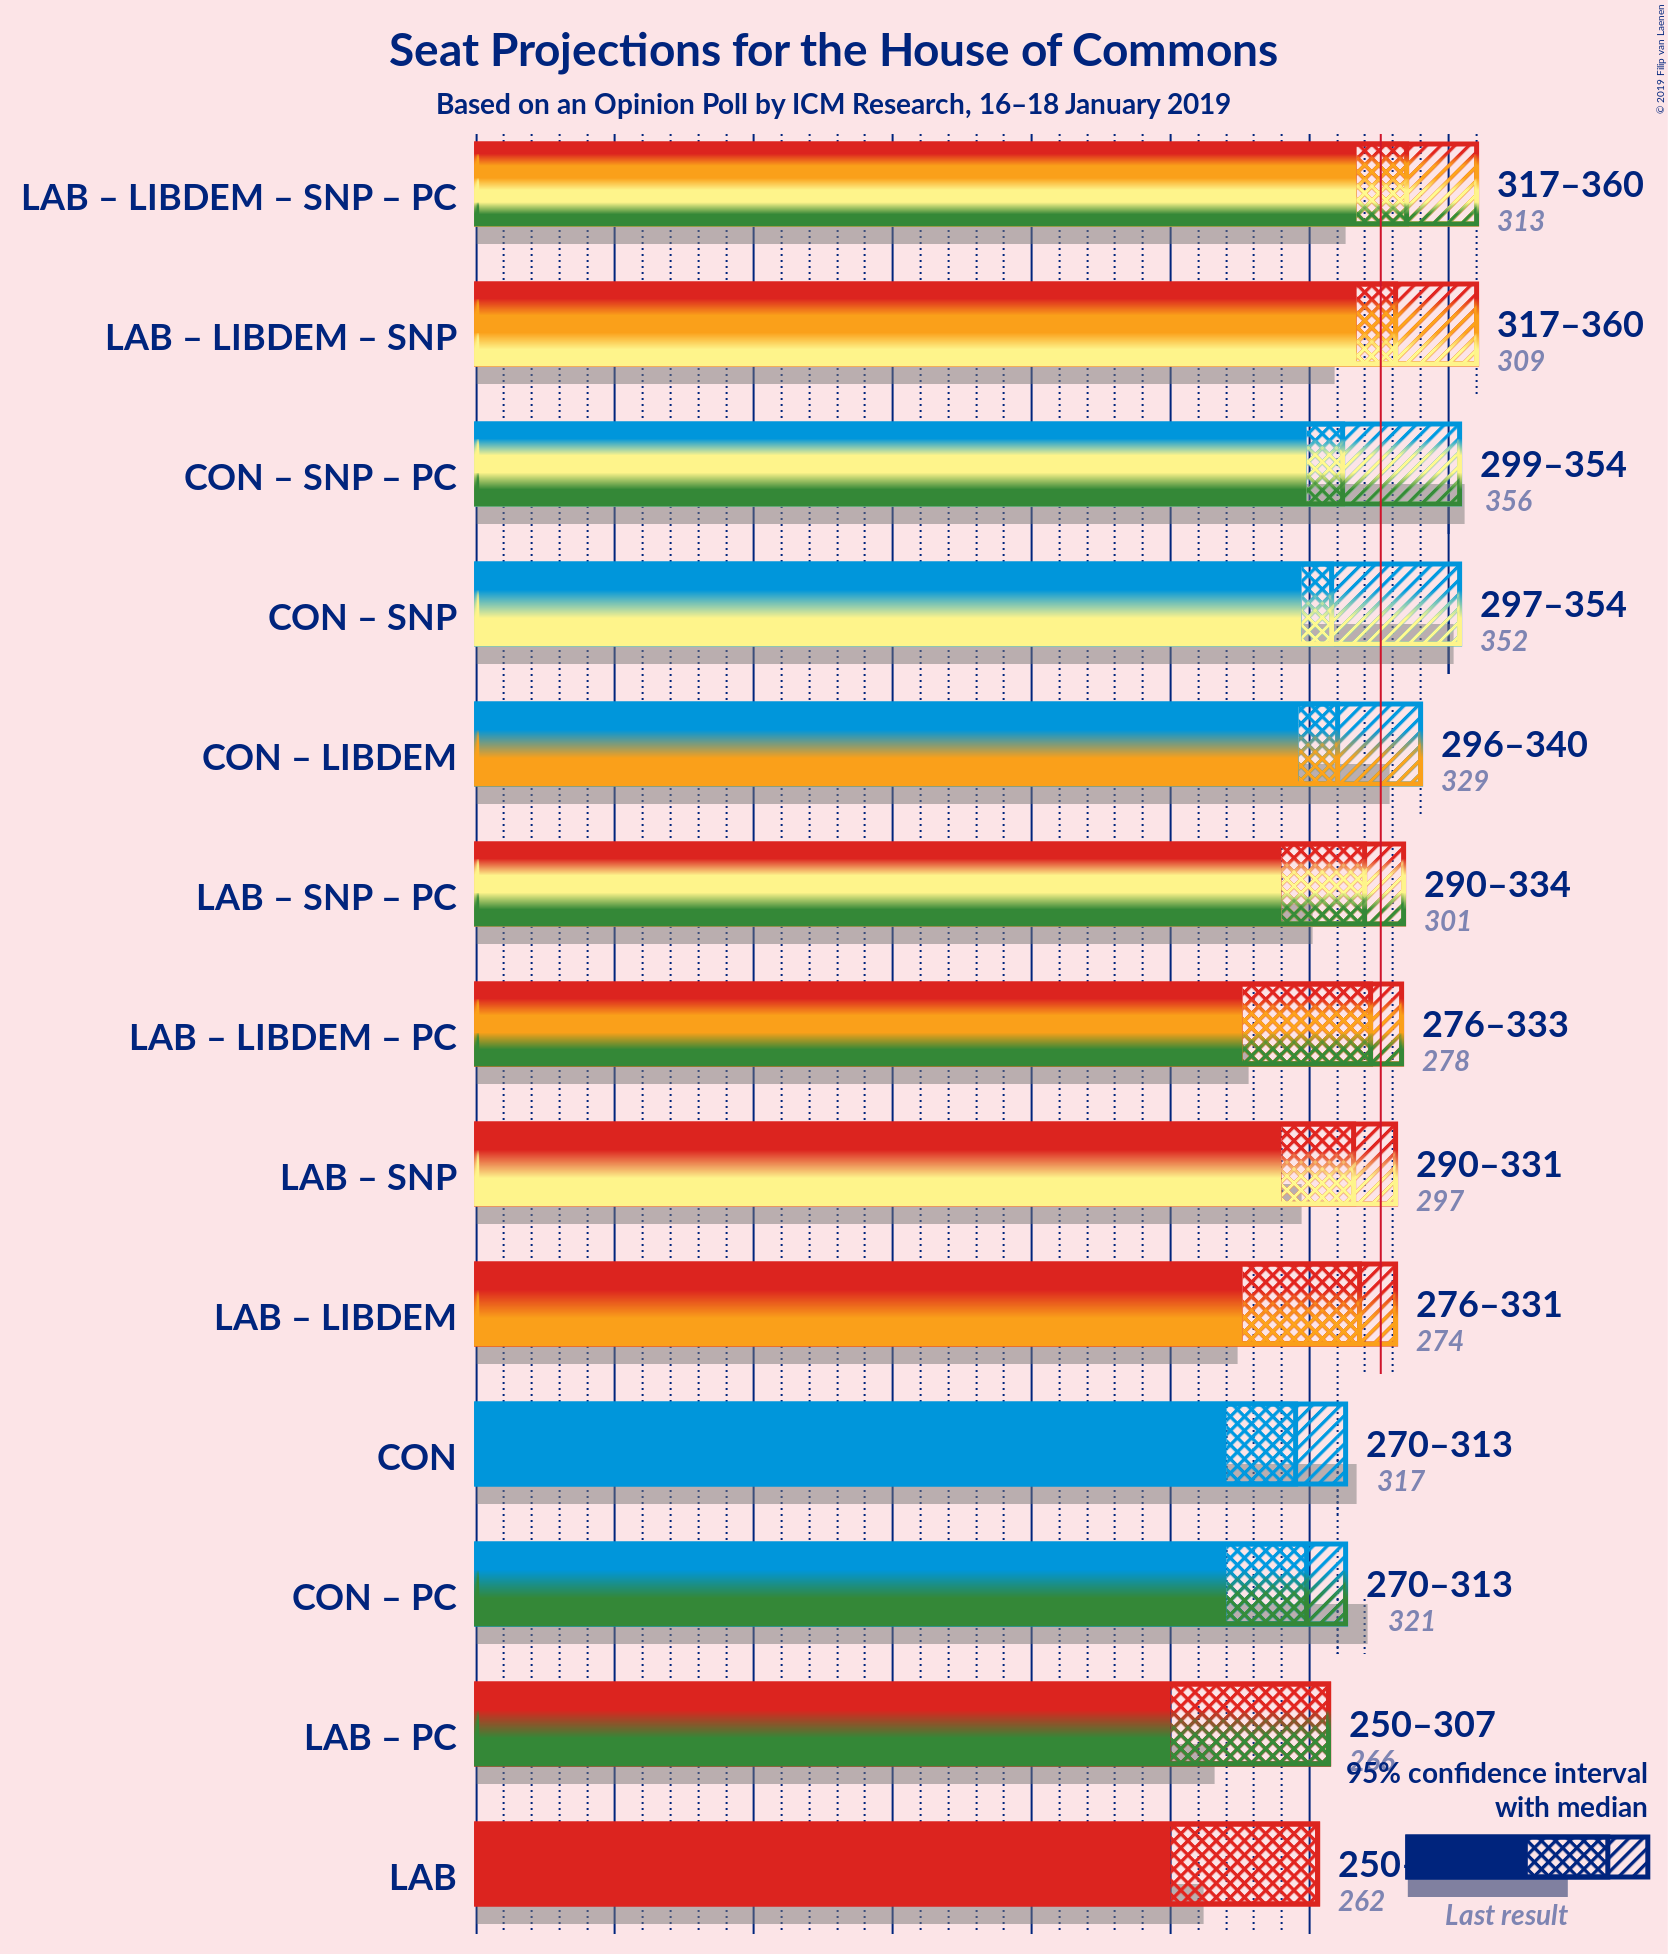 © 2019 Filip van Laenen
Seat Projections for the House of Commons
Based on an Opinion Poll by ICM Research, 16–18 January 2019
LAB – LIBDEM – SNP – PC
317–360
313
LAB – LIBDEM – SNP
317–360
309
CON – SNP – PC
299–354
356
CON – SNP
297–354
352
CON – LIBDEM
296–340
329
LAB – SNP – PC
290–334
301
LAB – LIBDEM – PC
276–333
278
LAB – SNP
290–331
297
LAB – LIBDEM
276–331
274
CON
270–313
317
CON – PC
270–313
321
LAB – PC
250–307
266
95% confidence interval
with median
LAB
250–
262
Last result